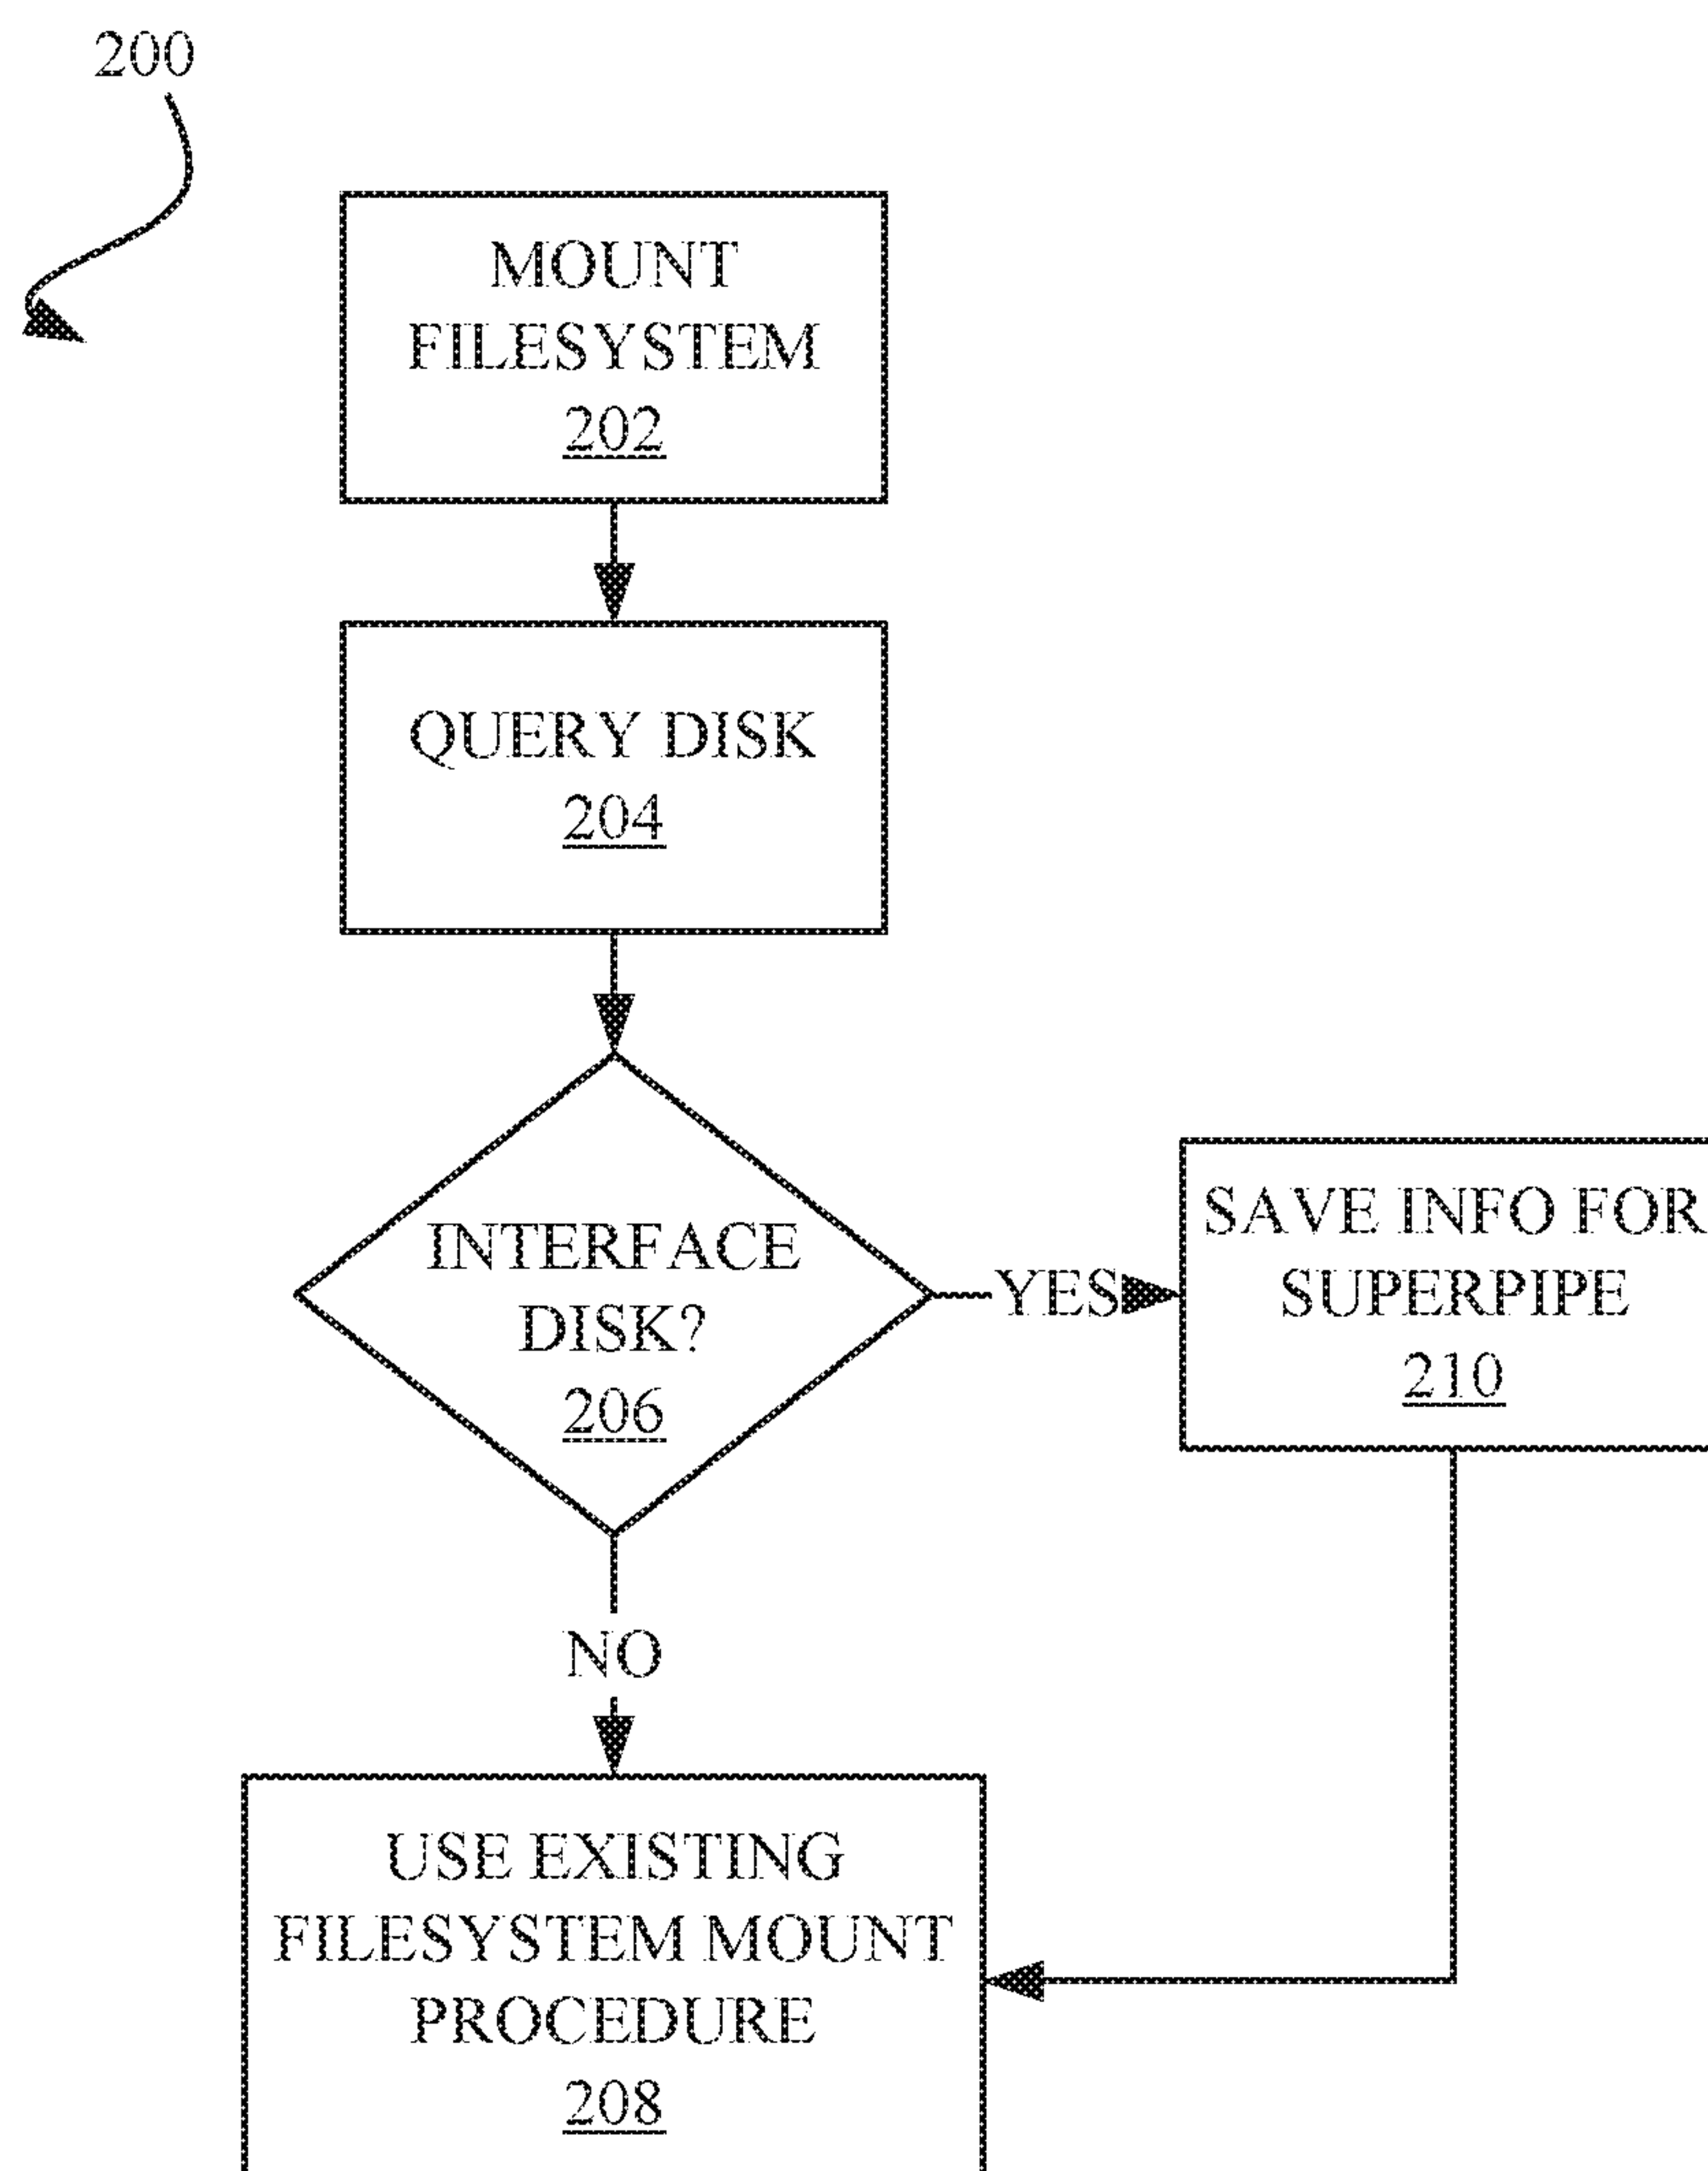 200
MOUNT
FILESYSTEM
202
QUERY DISK
204
INTERFACE
DISK?
206
YES
SAVE INFO FOR
SUPERPIPE
210
NO
USE EXISTING
FILESYSTEM MOUNT
PROCEDURE
208